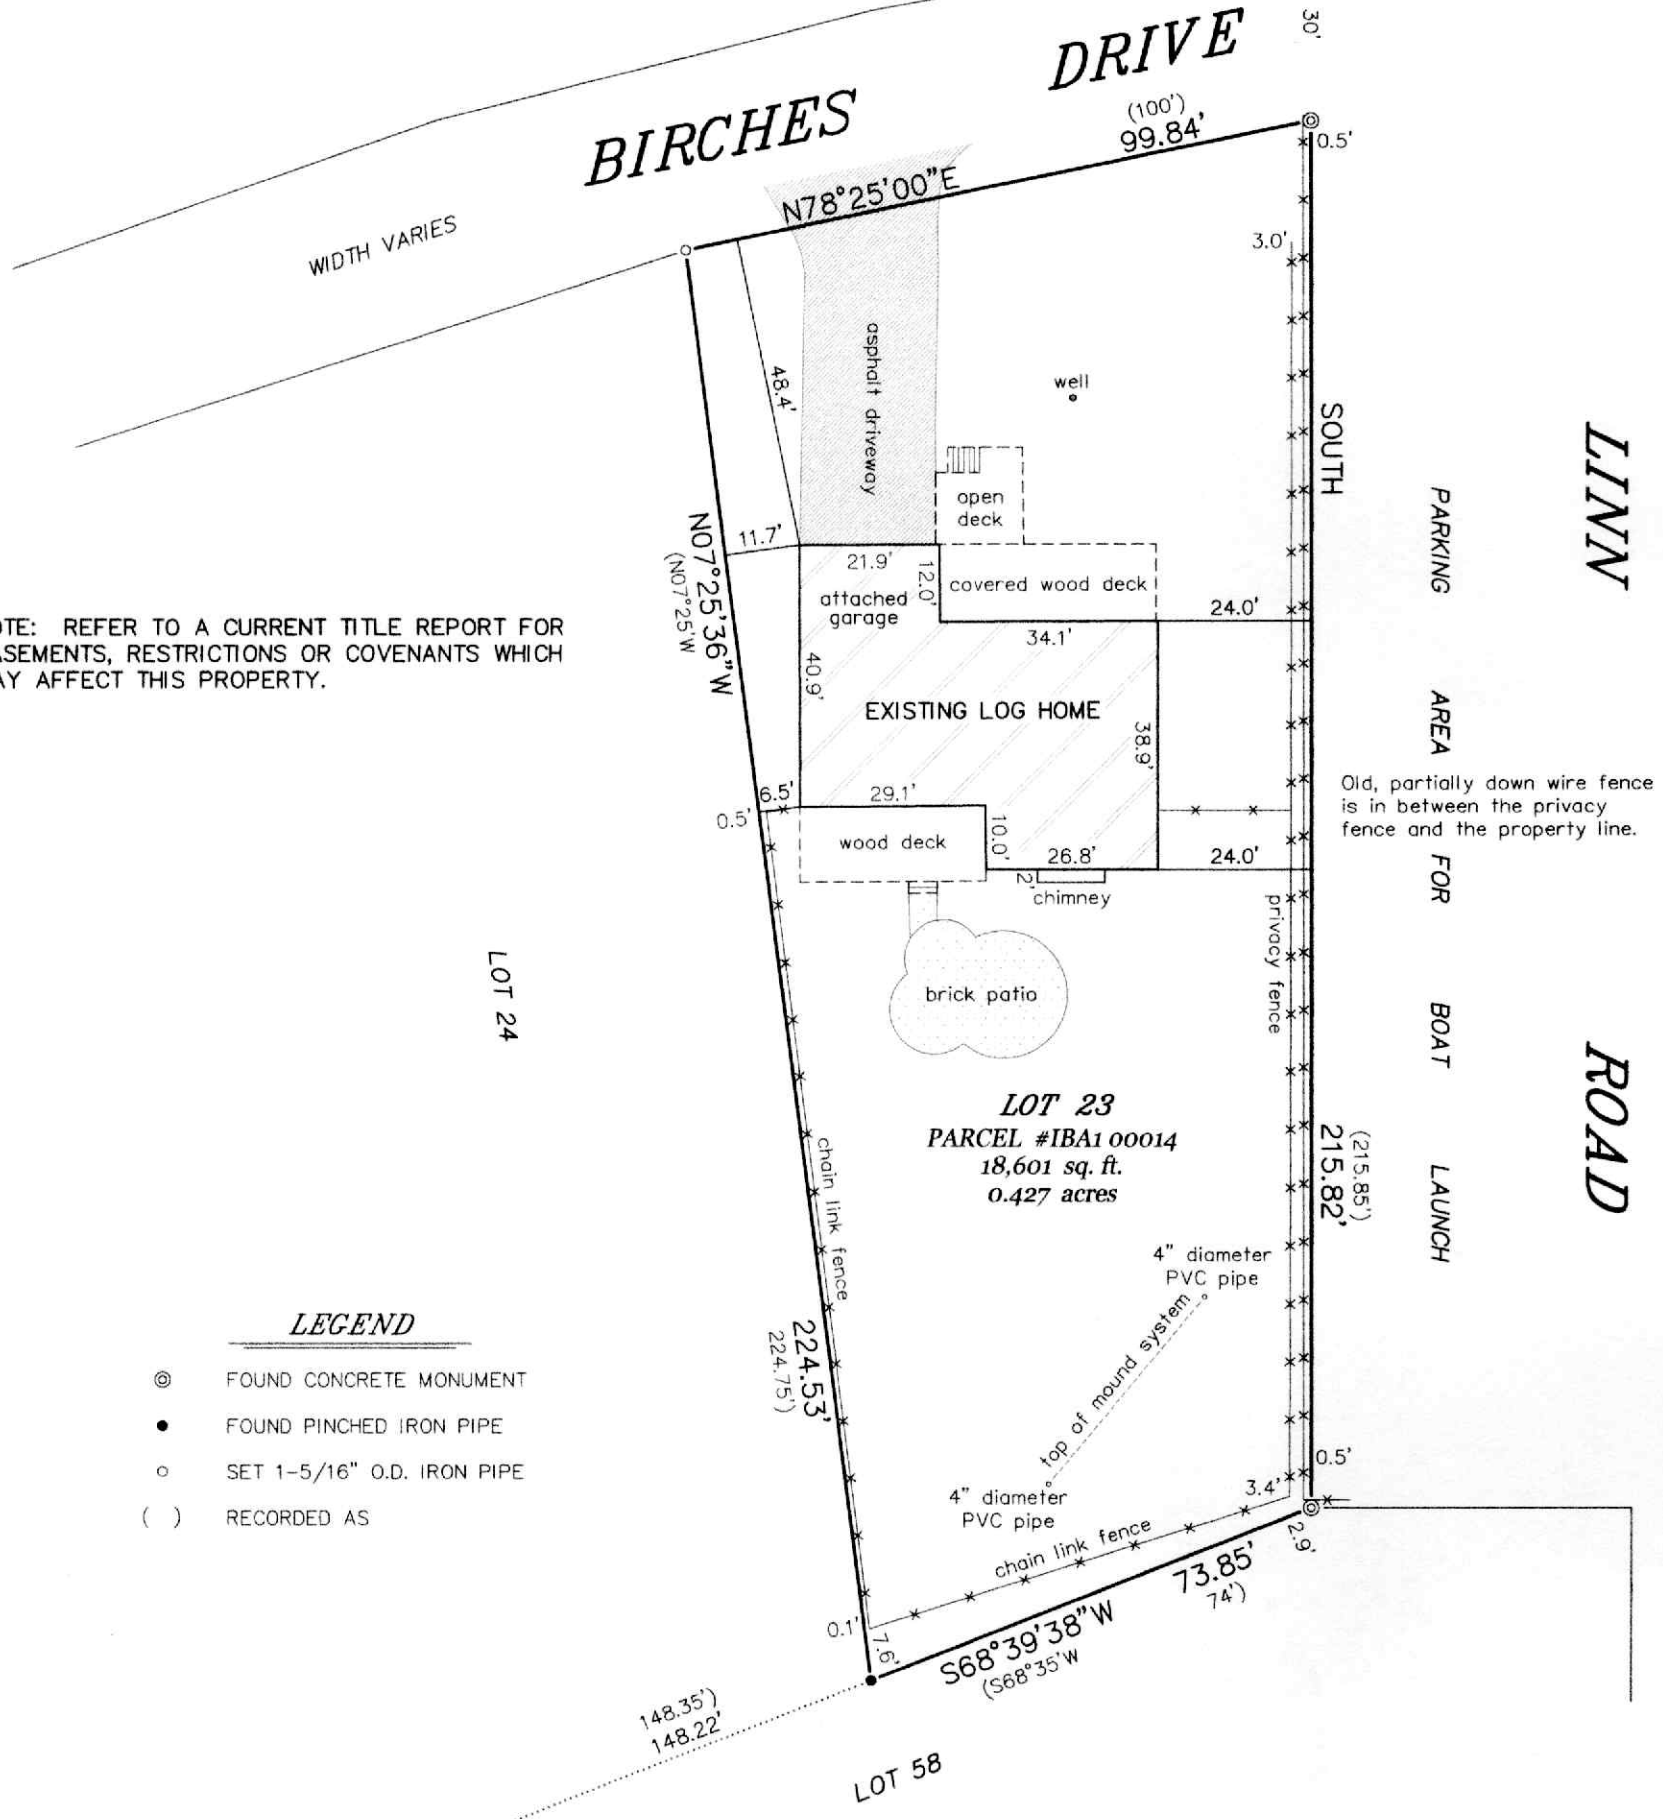 30'
BIRCHES DRIVE
(100')
99.84'
0.5'
N78°25'00"E
WIDTH VARIES
3.0'
48.4'
asphalt driveway
well
SOUTH
LINN ROAD
PARKING AREA FOR BOAT LAUNCH
open
deck
11.7'
21.9'
12.0'
covered wood deck
attached
garage
24.0'
34.1'
N07°25'36"W
(N07°25'W
40.9'
EXISTING LOG HOME
38.9'
REFER TO A CURRENT TITLE REPORT FOR
RESTRICTIONS OR COVENANTS WHICH
AFFECT THIS PROPERTY.
6.5'
0.5'
29.1'
wood deck
10.0'
26.8'
24.0'
2'
chimney
Old, partially down wire fence
is in between the privacy
fence and the property line.
privacy fence
brick patio
LOT 24
LOT 23
PARCEL #IBA1 00014
18,601 sq. ft.
0.427 acres
(215.85')
215.82'
chain link fence
224.53'
224.75')
4" diameter
PVC pipe
top of mound system
4" diameter
PVC pipe
0.5'
3.4'
2.9'
chain link fence
73.85'
74')
0.1'
7.6'
S68°39'38"W
(S68°35'W
148.35')
148.22'
LOT 58
LEGEND
FOUND CONCRETE MONUMENT
FOUND PINCHED IRON PIPE
SET 1-5/16" O.D. IRON PIPE
( ) RECORDED AS